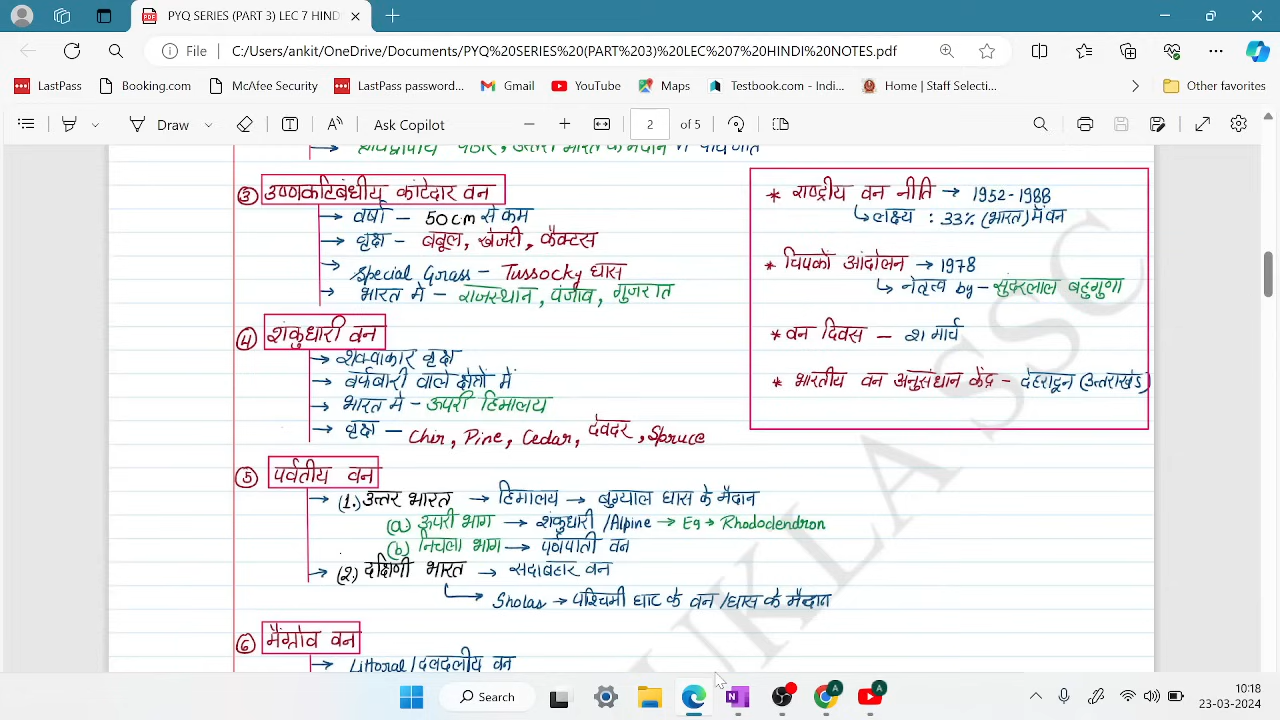 PYQ SERIES (PART 3) LEC 7 HIND
File C:/Users/ankit/OneDrive/Documents/PYQ%20SERIES%20(PART%203)%20LEC%07%20HINDI%20NOTES.pdf
LastPass Booking.com McAfee Security LastPass password... Gmail YouTube Maps Testbook.com - Indi... Home | Staff Selecti... Other favorites
Draw Ask Copilot 2 of 5
③ उष्णकटिबंधीय कांटेदार वन
→ वर्षा - 50cm से कम
→ वृक्ष - बबूल, खेजरी, कैक्टस
→ Special Grass - Tussocky घास
→ भारत मे - राजस्थान, पंजाब, गुजरात
④ शंकुधारी वन
→ शंक्वाकार वृक्ष
→ बर्फबारी वाले क्षेत्रों में
→ भारत मे - ऊपरी हिमालय
→ वृक्ष - Chir, Pine, Cedar, देवदर, Spruce
* राष्ट्रीय वन नीति → 1952-1988
↳ लक्ष्य : 33% (भारत) में वन
* चिपको आंदोलन → 1978
↳ नेतृत्व by - सुंदरलाल बहुगुणा
* वन दिवस - 21 मार्च
* भारतीय वन अनुसंधान केंद्र - देहरादून (उत्तराखंड)
⑤ पर्वतीय वन
→ (1.) उत्तर भारत → हिमालय → बुग्याल घास के मैदान
(a) ऊपरी भाग → शंकुधारी /Alpine → Eg → Rhododendron
(b) निचला भाग → पर्णपाती वन
→ (2.) दक्षिणी भारत → सदाबहार वन
↳ Sholas → पश्चिमी घाट के वन /घास के मैदान
⑥ मैंग्रोव वन
→ Littoral/दलदलीय वन
UKLA SSC
Search
10:18
23-03-2024